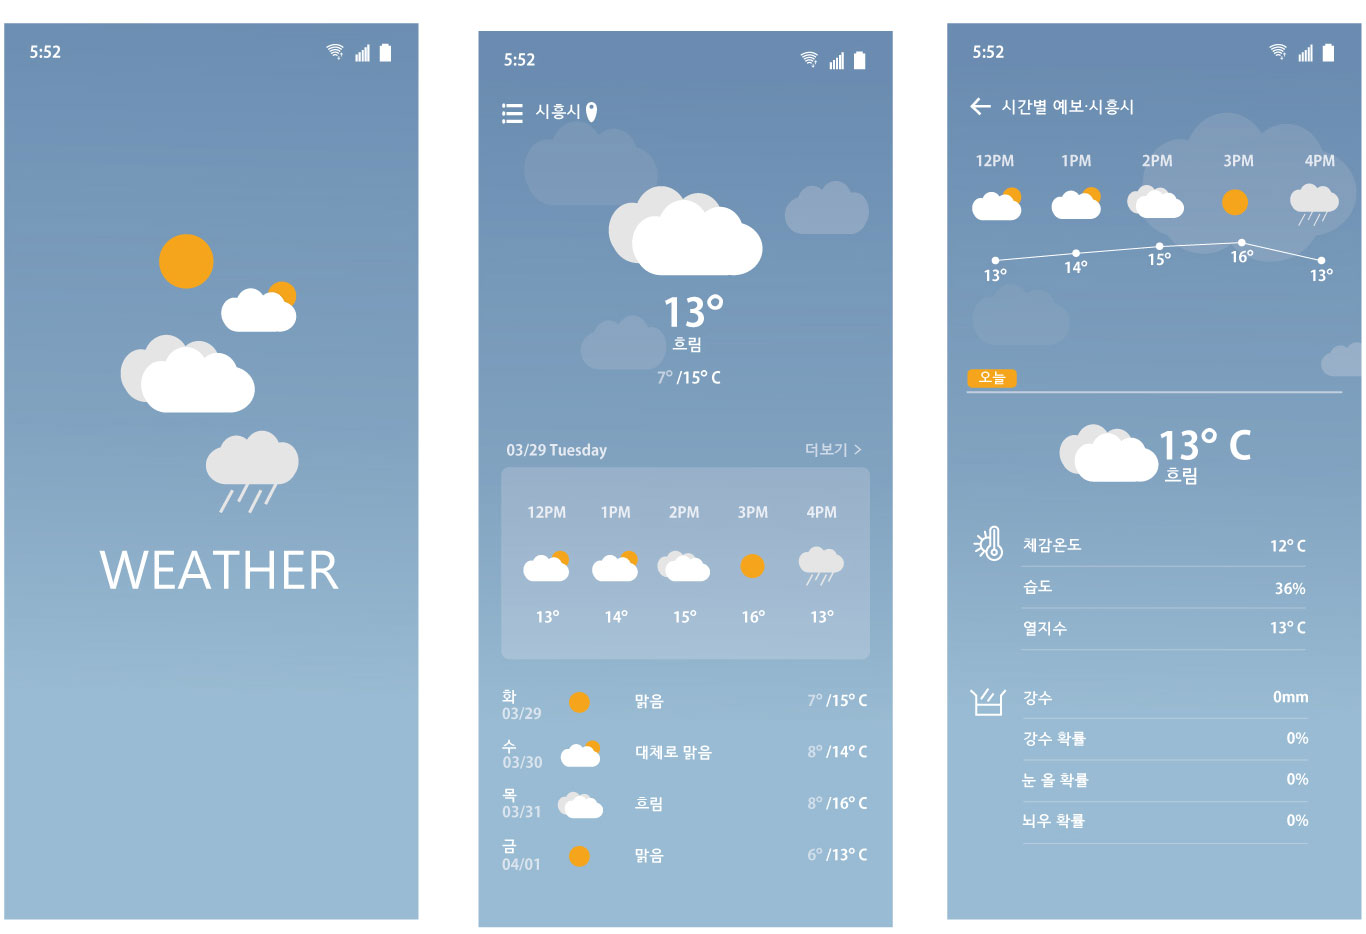 5:52
WEATHER
5:52
시흥시
13°
흐림
7° /15° C
03/29 Tuesday 더보기 >
12PM 1PM 2PM 3PM 4PM
13° 14° 15° 16° 13°
화
03/29 맑음 7° /15° C
수
03/30 대체로 맑음 8° /14° C
목
03/31 흐림 8° /16° C
금
04/01 맑음 6° /13° C
5:52
시간별 예보·시흥시
12PM 1PM 2PM 3PM 4PM
13° 14° 15° 16° 13°
오늘
13° C
흐림
체감온도 12° C
습도 36%
열지수 13° C
강수 0mm
강수 확률 0%
눈 올 확률 0%
뇌우 확률 0%